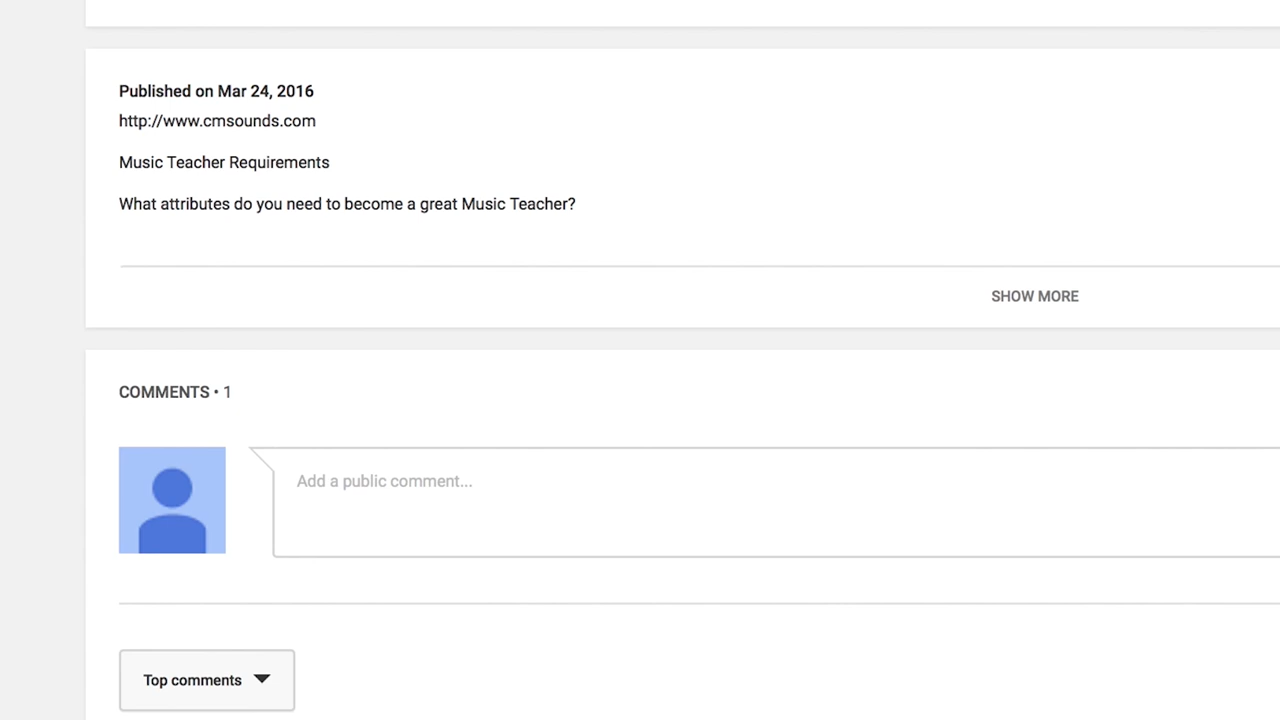 Published on Mar 24, 2016
http://www.cmsounds.com
Music Teacher Requirements
What attributes do you need to become a great Music Teacher?
SHOW MORE
COMMENTS • 1
Add a public comment...
Top comments